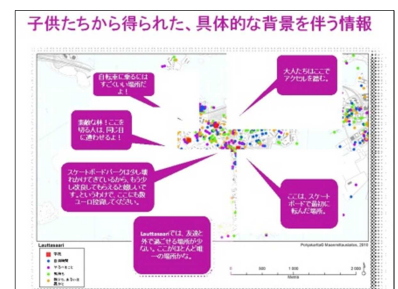 子供たちから得られた、具体的な背景を伴う情報
自転車に乗るには
すごくいい場所だ
よ！
大人たちはここで
アクセルを踏む。
素敵な林！ここを
切る人は、同じ目
に遭わせるよ！
スケートボードパークは少し壊
れかけてきているから、もう少
し改良してもらえると嬉しいで
す。というわけで、ここにも数
ユーロ投資してください。
ここは、スケート
ボードで最初に
転んだ場所。
Lauttasaariでは、友達と
外で過ごせる場所が少
ない。ここがほとんど唯
一の場所かな。
Lauttasaari
0
500
1 000
2 000
Metriä